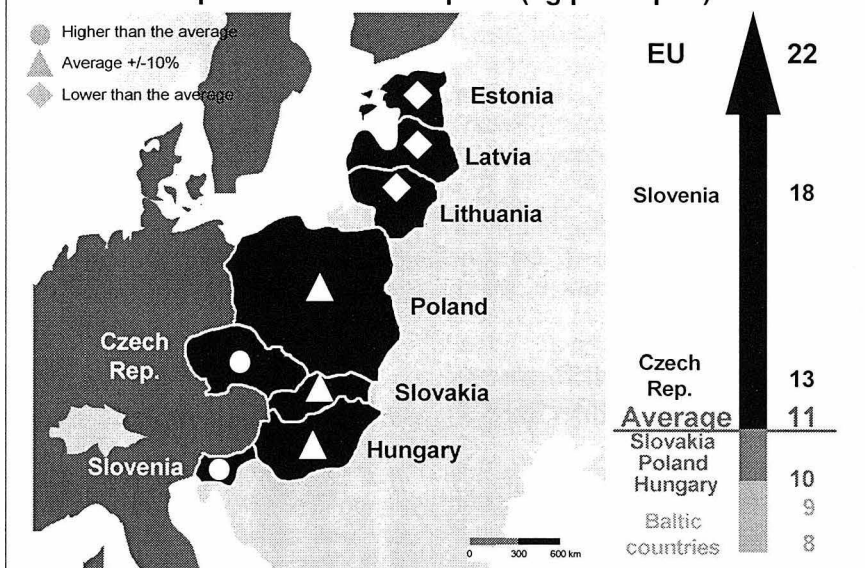 Higher than the average
Average +/-10%
Lower than the average
Estonia
Latvia
Lithuania
Poland
Czech
Rep.
Slovakia
Hungary
Slovenia
0 300 600 km
EU 22
Slovenia 18
Czech
Rep. 13
Average 11
Slovakia
Poland
Hungary 10
9
Baltic
countries 8